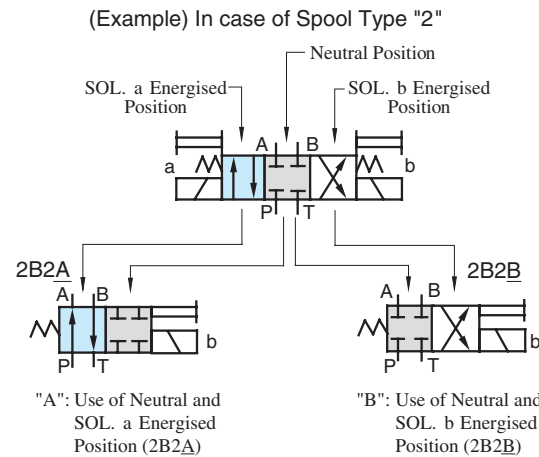 (Example) In case of Spool Type "2"
Neutral Position
SOL. a Energised
Position
SOL. b Energised
Position
A B
a b
P T
2B2A 2B2B
A B A B
b b
P T P T
"A": Use of Neutral and
SOL. a Energised
Position (2B2A)
"B": Use of Neutral and
SOL. b Energised
Position (2B2B)